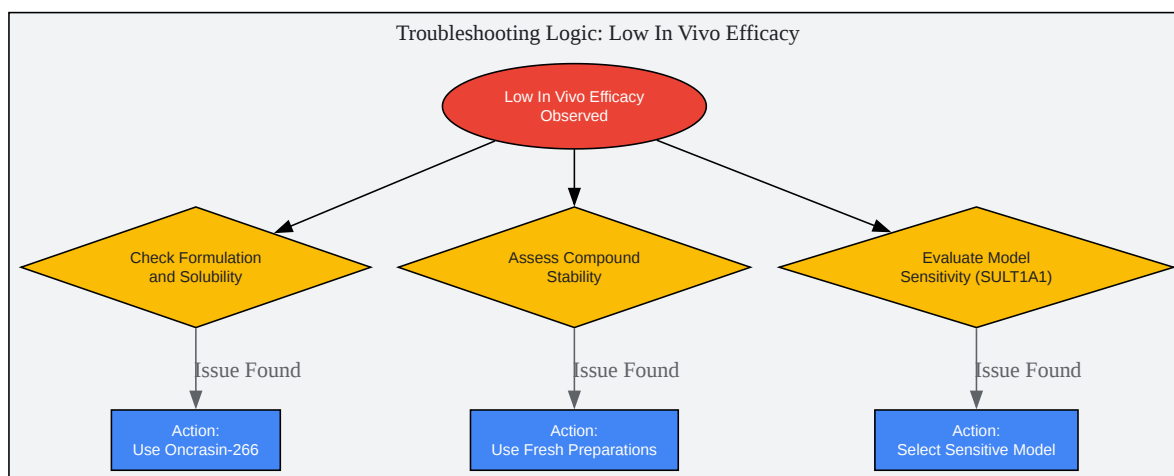 Troubleshooting Logic: Low In Vivo Efficacy
Low In Vivo Efficacy
Observed
Check Formulation
and Solubility
Assess Compound
Stability
Evaluate Model
Sensitivity (SULT1A1)
Issue Found
Issue Found
Issue Found
Action:
Use Oncrasin-266
Action:
Use Fresh Preparations
Action:
Select Sensitive Model